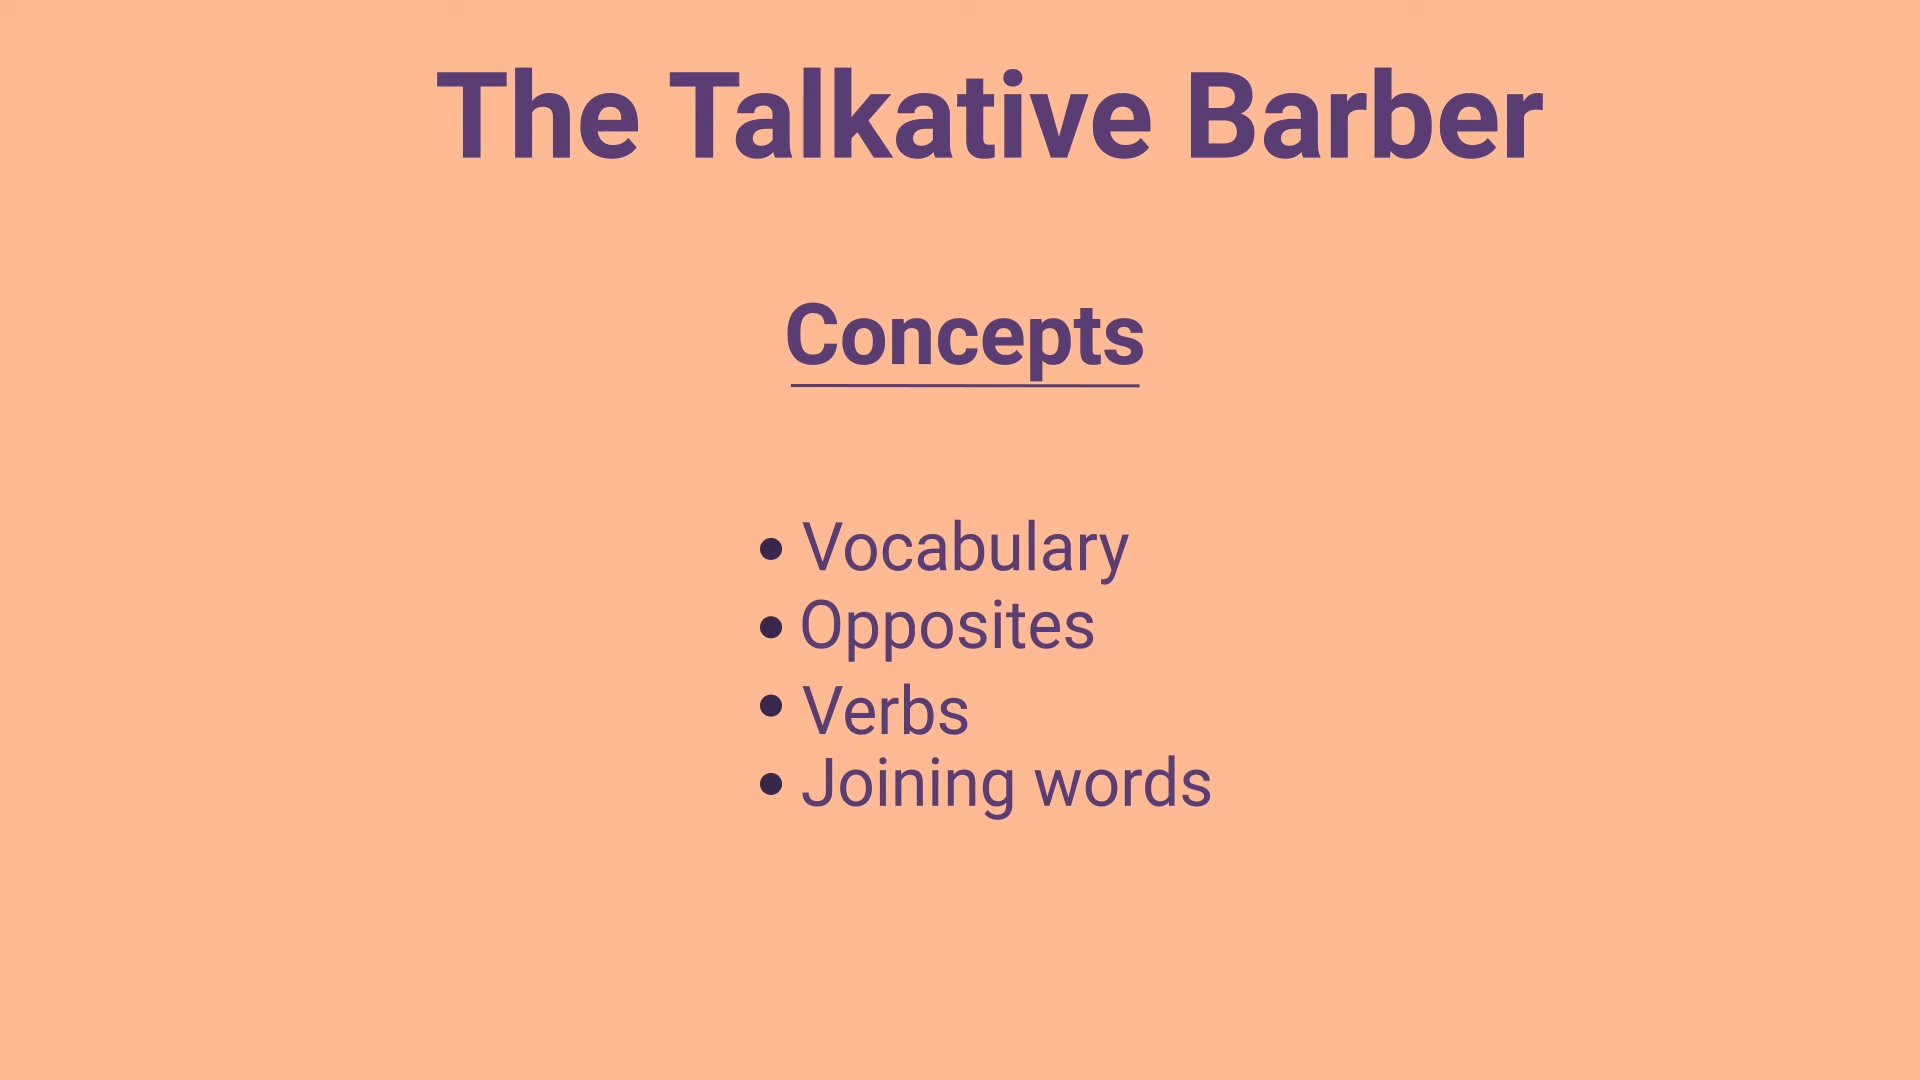 The Talkative Barber
Concepts
• Vocabulary
• Opposites
• Verbs
• Joining words